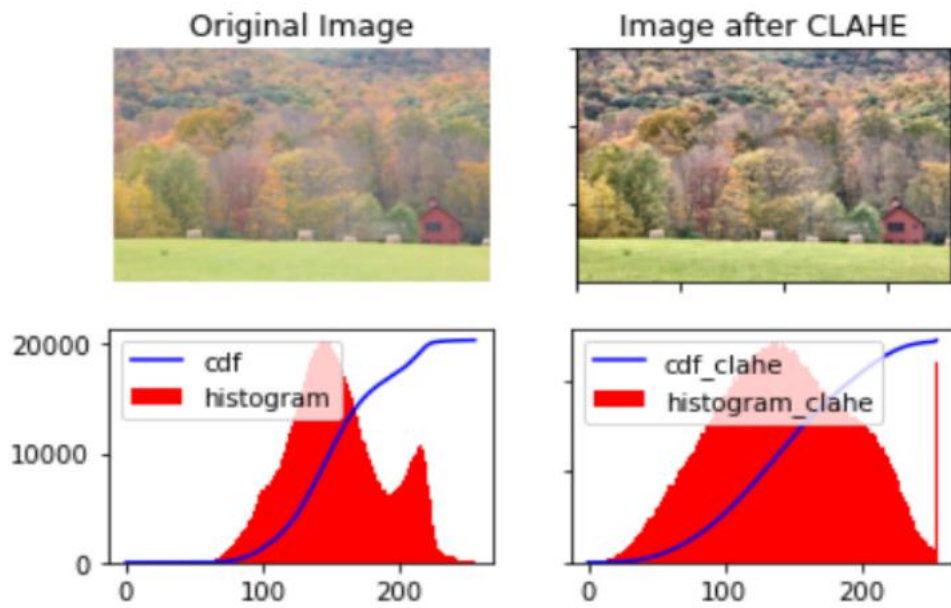 Original Image
Image after CLAHE
20000
10000
0
cdf
histogram
0 100 200
cdf_clahe
histogram_clahe
0 100 200